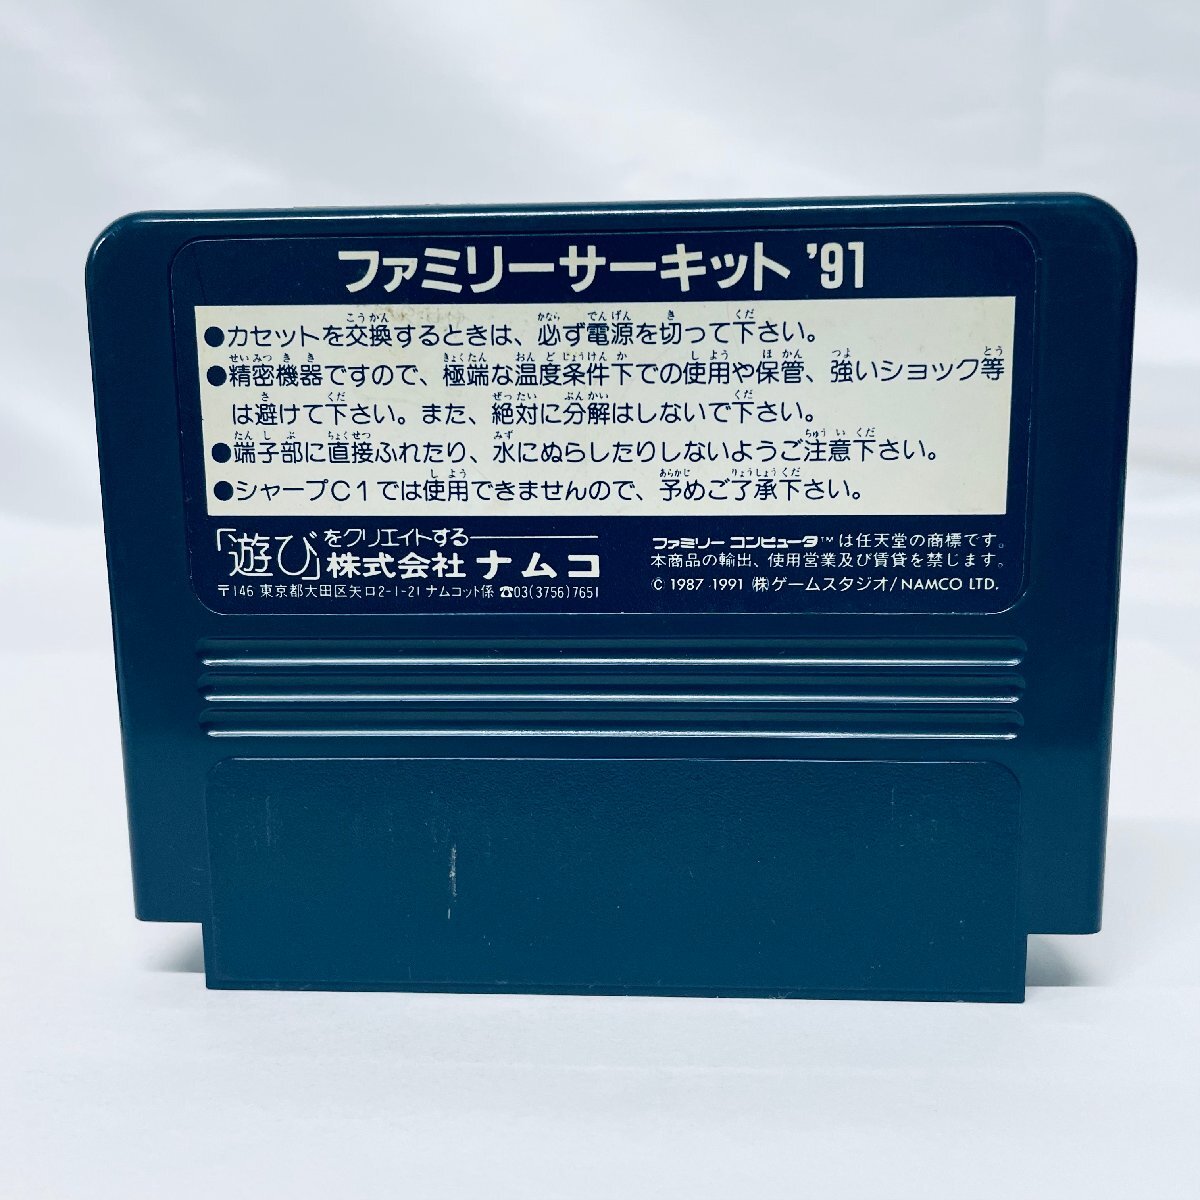 ファミリーサーキット '91
●カセットを交換するときは、必ず電源を切って下さい。
●精密機器ですので、極端な温度条件下での使用や保管、強いショック等
は避けて下さい。また、絶対に分解はしないで下さい。
●端子部に直接ふれたり、水にぬらしたりしないようご注意下さい。
●シャープC1では使用できませんので、予めご了承下さい。
「遊び」をクリエイトする
株式会社 ナムコ
〒146 東京都大田区矢口2-1-21 ナムコット係 ☎03(3756)7651
ファミリーコンピュータ™は任天堂の商標です。
本商品の輸出、使用営業及び賃貸を禁じます。
© 1987 1991 ㈱ゲームスタジオ/NAMCO LTD.